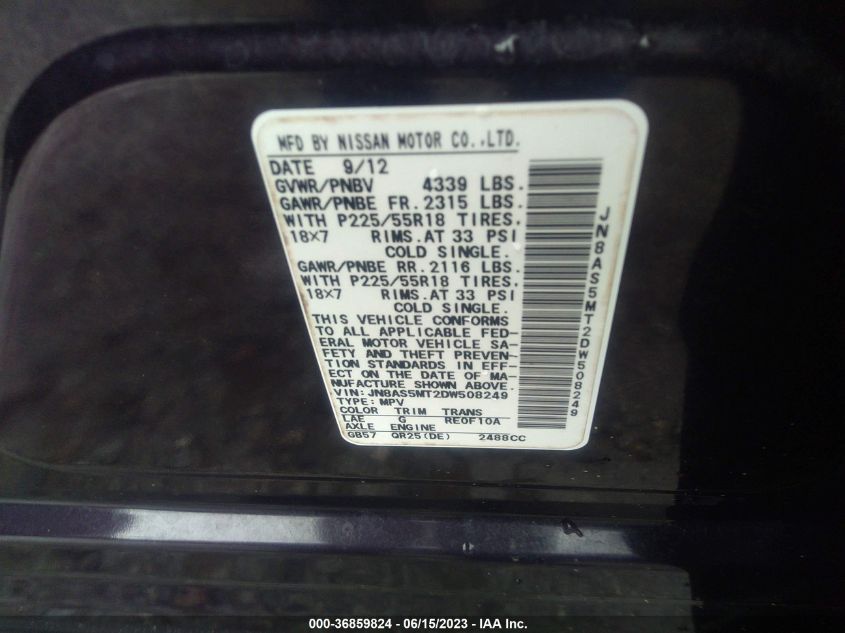 MFD BY NISSAN MOTOR CO.,LTD.
DATE 9/12
GVWR/PNBV 4339 LBS.
GAWR/PNBE FR. 2315 LBS.
WITH P225/55R18 TIRES.
18×7 RIMS. AT 33 PSI
COLD SINGLE.
GAWR/PNBE RR. 2116 LBS.
WITH P225/55R18 TIRES.
18×7 RIMS. AT 33 PSI
COLD SINGLE.
THIS VEHICLE CONFORMS
TO ALL APPLICABLE FED-
ERAL MOTOR VEHICLE SA-
FETY AND THEFT PREVEN-
TION STANDARDS IN EFF-
ECT ON THE DATE OF MA-
NUFACTURE SHOWN ABOVE.
VIN: JN8AS5MT2DW508249
TYPE: MPV
COLOR TRIM TRANS
LAE G RE0F10A
AXLE ENGINE
GB57 QR25(DE) 2488CC
JN8AS5MT2DW508249
000-36859824 - 06/15/2023 - IAA Inc.